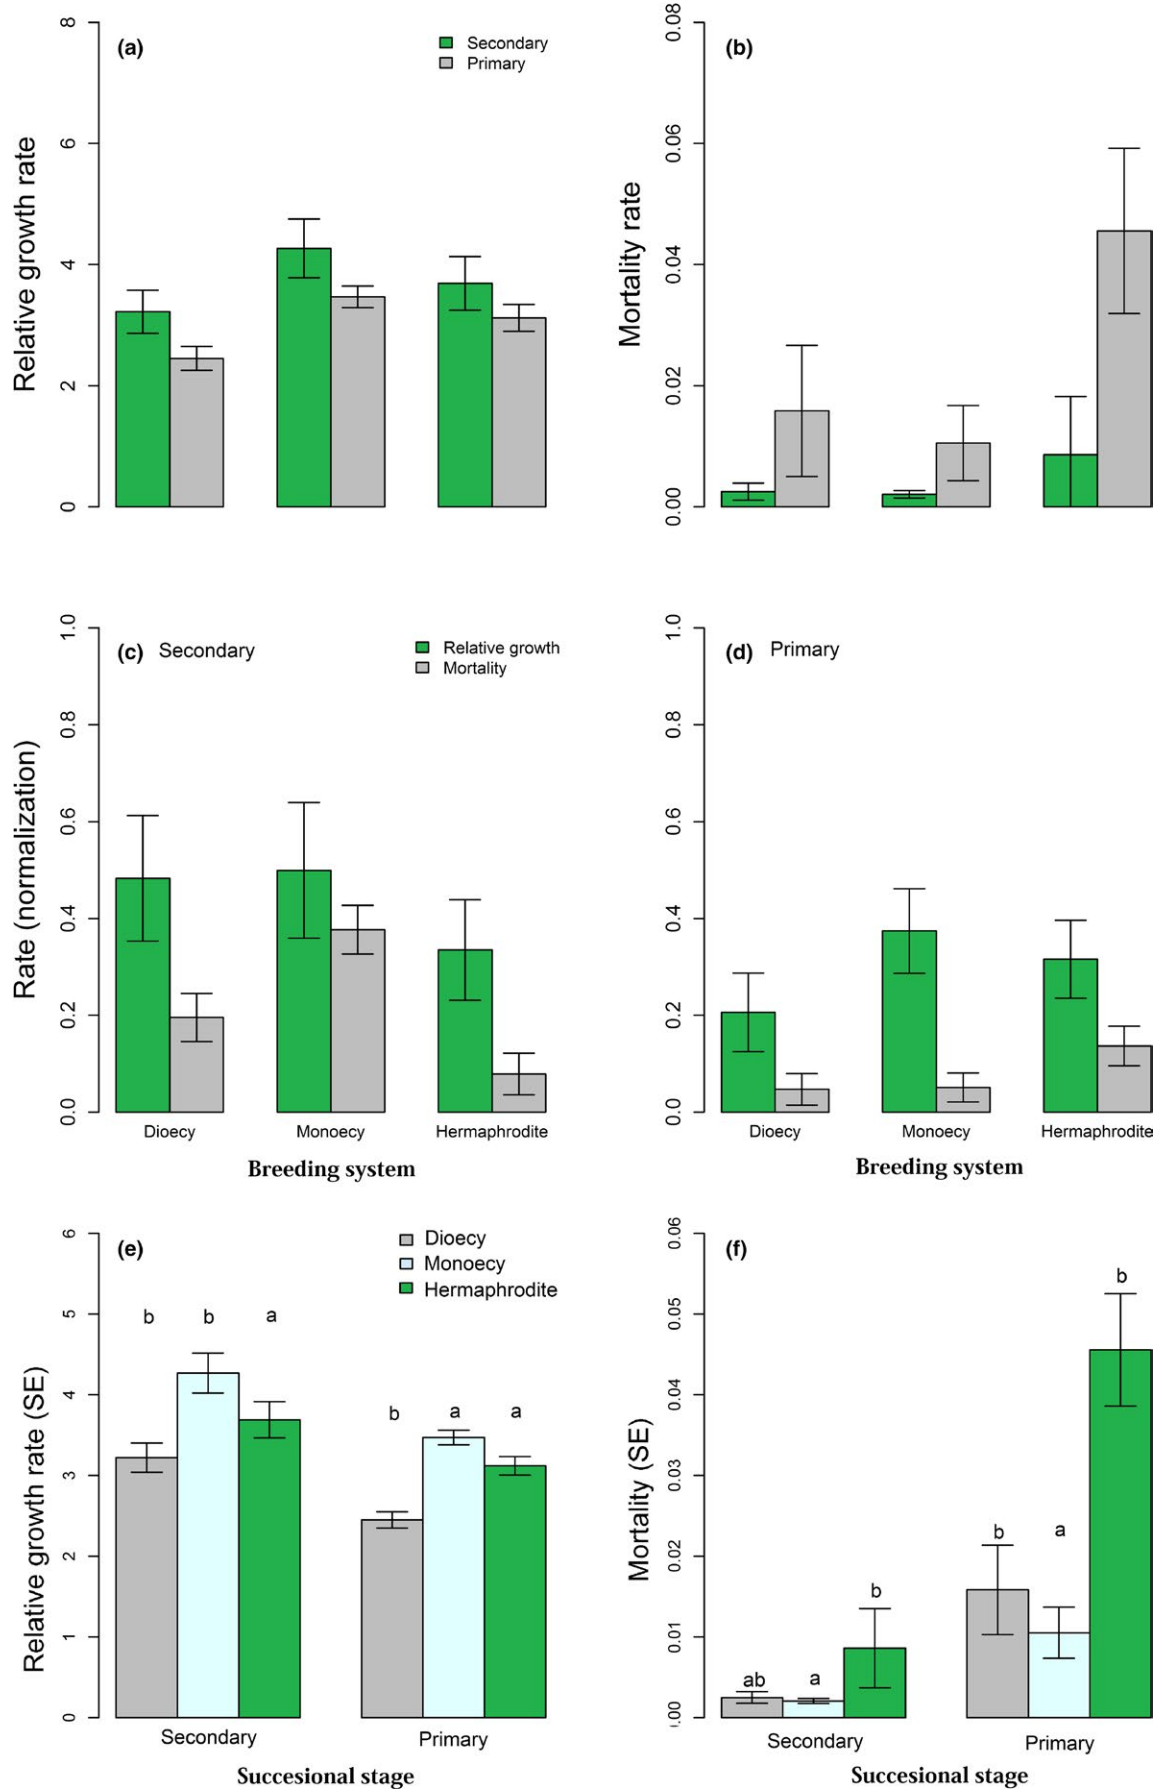 (a)
Secondary
Primary
Relative growth rate
0 2 4 6 8
(b)
Mortality rate
0.00 0.02 0.04 0.06 0.08
(c) Secondary
Relative growth
Mortality
Rate (normalization)
0.0 0.2 0.4 0.6 0.8 1.0
Dioecy Monoecy Hermaphrodite
Breeding system
(d) Primary
0.0 0.2 0.4 0.6 0.8 1.0
Dioecy Monoecy Hermaphrodite
Breeding system
(e)
Dioecy
Monoecy
Hermaphrodite
Relative growth rate (SE)
0 1 2 3 4 5 6
b b a
b a a
Secondary Primary
Succesional stage
(f)
Mortality (SE)
.00 0.01 0.02 0.03 0.04 0.05 0.06
ab a b
b a b
Secondary Primary
Succesional stage